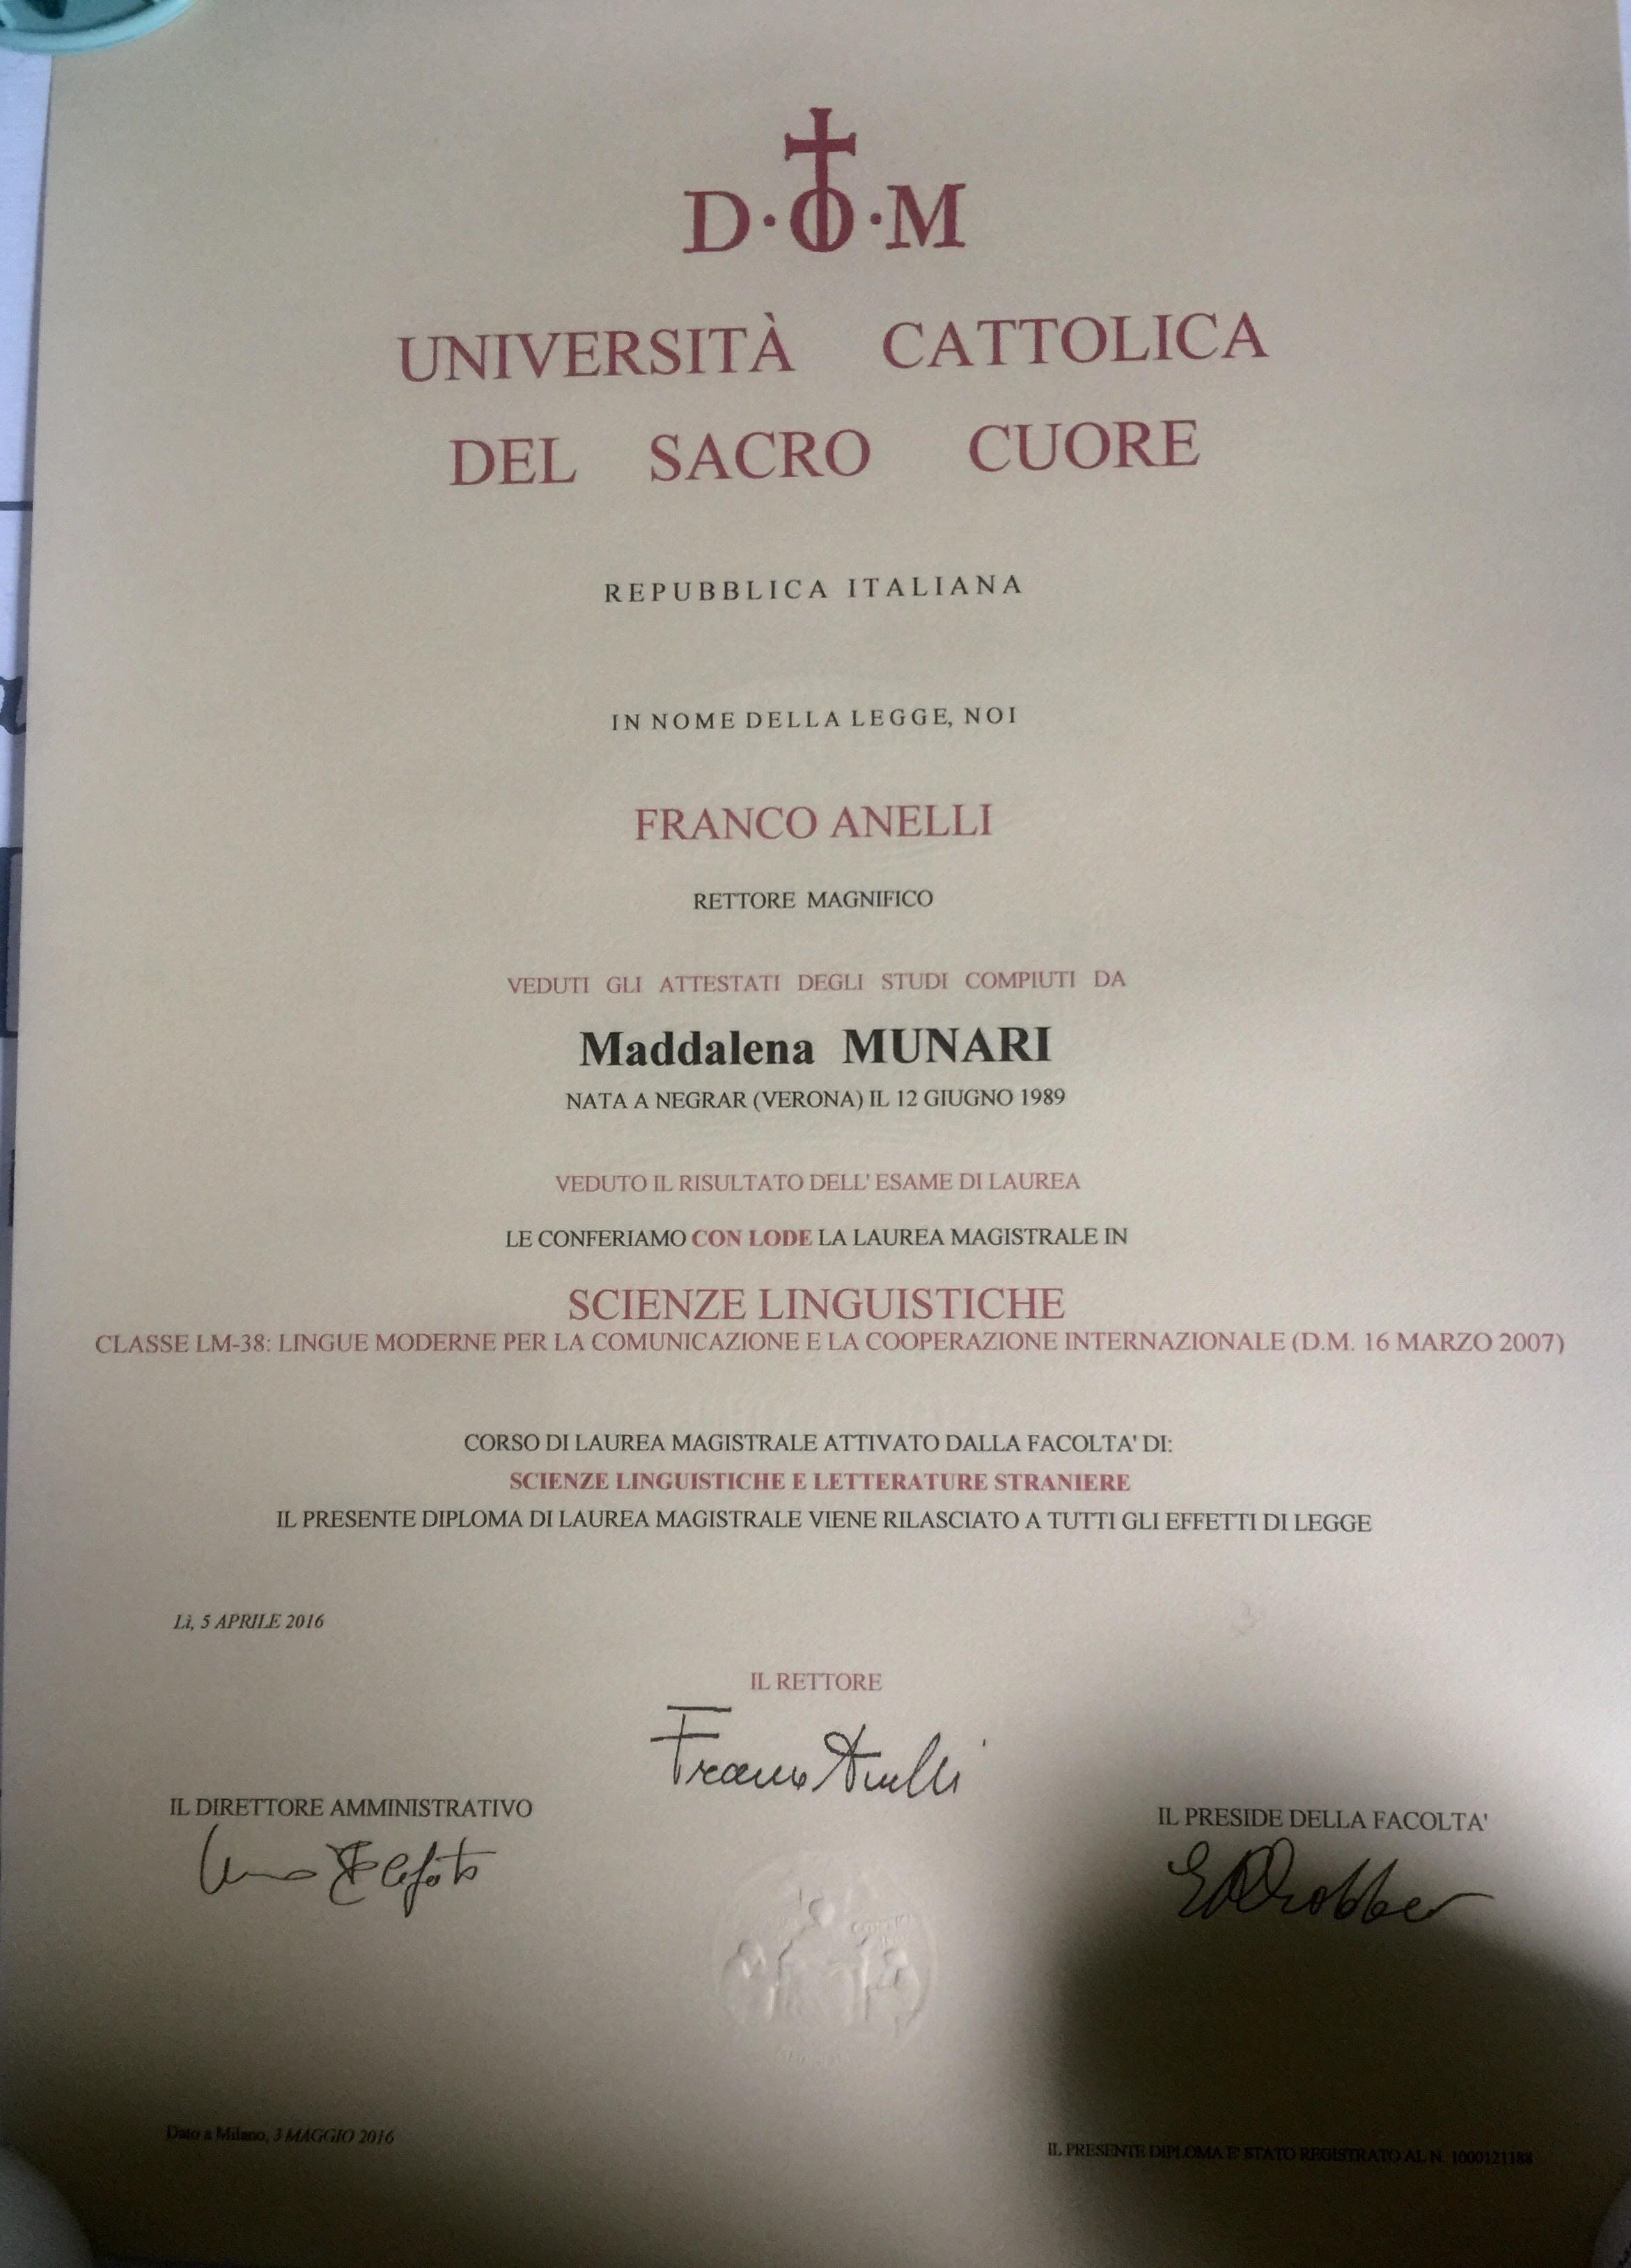 D·O·M
UNIVERSITÀ CATTOLICA
DEL SACRO CUORE
REPUBBLICA ITALIANA
IN NOME DELLA LEGGE, NOI
FRANCO ANELLI
RETTORE MAGNIFICO
VEDUTI GLI ATTESTATI DEGLI STUDI COMPIUTI DA
Maddalena MUNARI
NATA A NEGRAR (VERONA) IL 12 GIUGNO 1989
VEDUTO IL RISULTATO DELL' ESAME DI LAUREA
LE CONFERIAMO CON LODE LA LAUREA MAGISTRALE IN
SCIENZE LINGUISTICHE
CLASSE LM-38: LINGUE MODERNE PER LA COMUNICAZIONE E LA COOPERAZIONE INTERNAZIONALE (D.M. 16 MARZO 2007)
CORSO DI LAUREA MAGISTRALE ATTIVATO DALLA FACOLTA' DI:
SCIENZE LINGUISTICHE E LETTERATURE STRANIERE
IL PRESENTE DIPLOMA DI LAUREA MAGISTRALE VIENE RILASCIATO A TUTTI GLI EFFETTI DI LEGGE
Lì, 5 APRILE 2016
IL RETTORE
Franco Anelli
IL DIRETTORE AMMINISTRATIVO
IL PRESIDE DELLA FACOLTA'
Dato a Milano, 3 MAGGIO 2016
IL PRESENTE DIPLOMA E' STATO REGISTRATO AL N. 1000121188